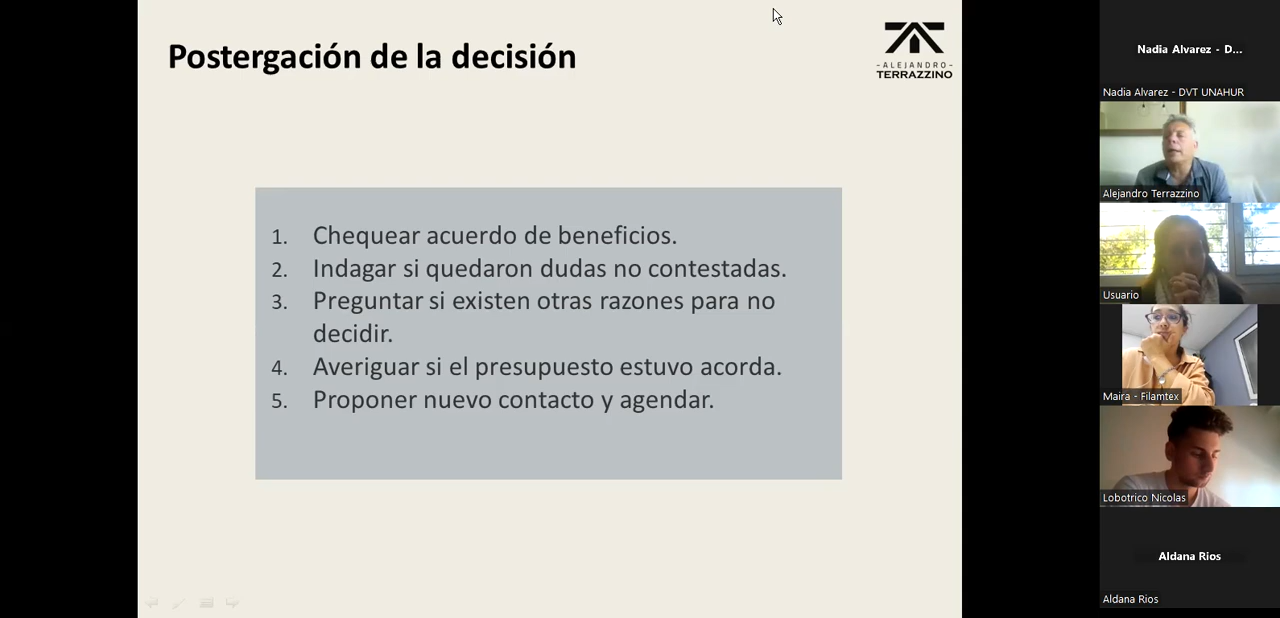 Postergación de la decisión
-ALEJANDRO-
TERRAZZINO
1. Chequear acuerdo de beneficios.
2. Indagar si quedaron dudas no contestadas.
3. Preguntar si existen otras razones para no
decidir.
4. Averiguar si el presupuesto estuvo acorda.
5. Proponer nuevo contacto y agendar.
Nadia Alvarez - D...
Nadia Alvarez - DVT UNAHUR
Alejandro Terrazzino
Usuario
Maira - Filamtex
Lobotrico Nicolas
Aldana Rios
Aldana Rios